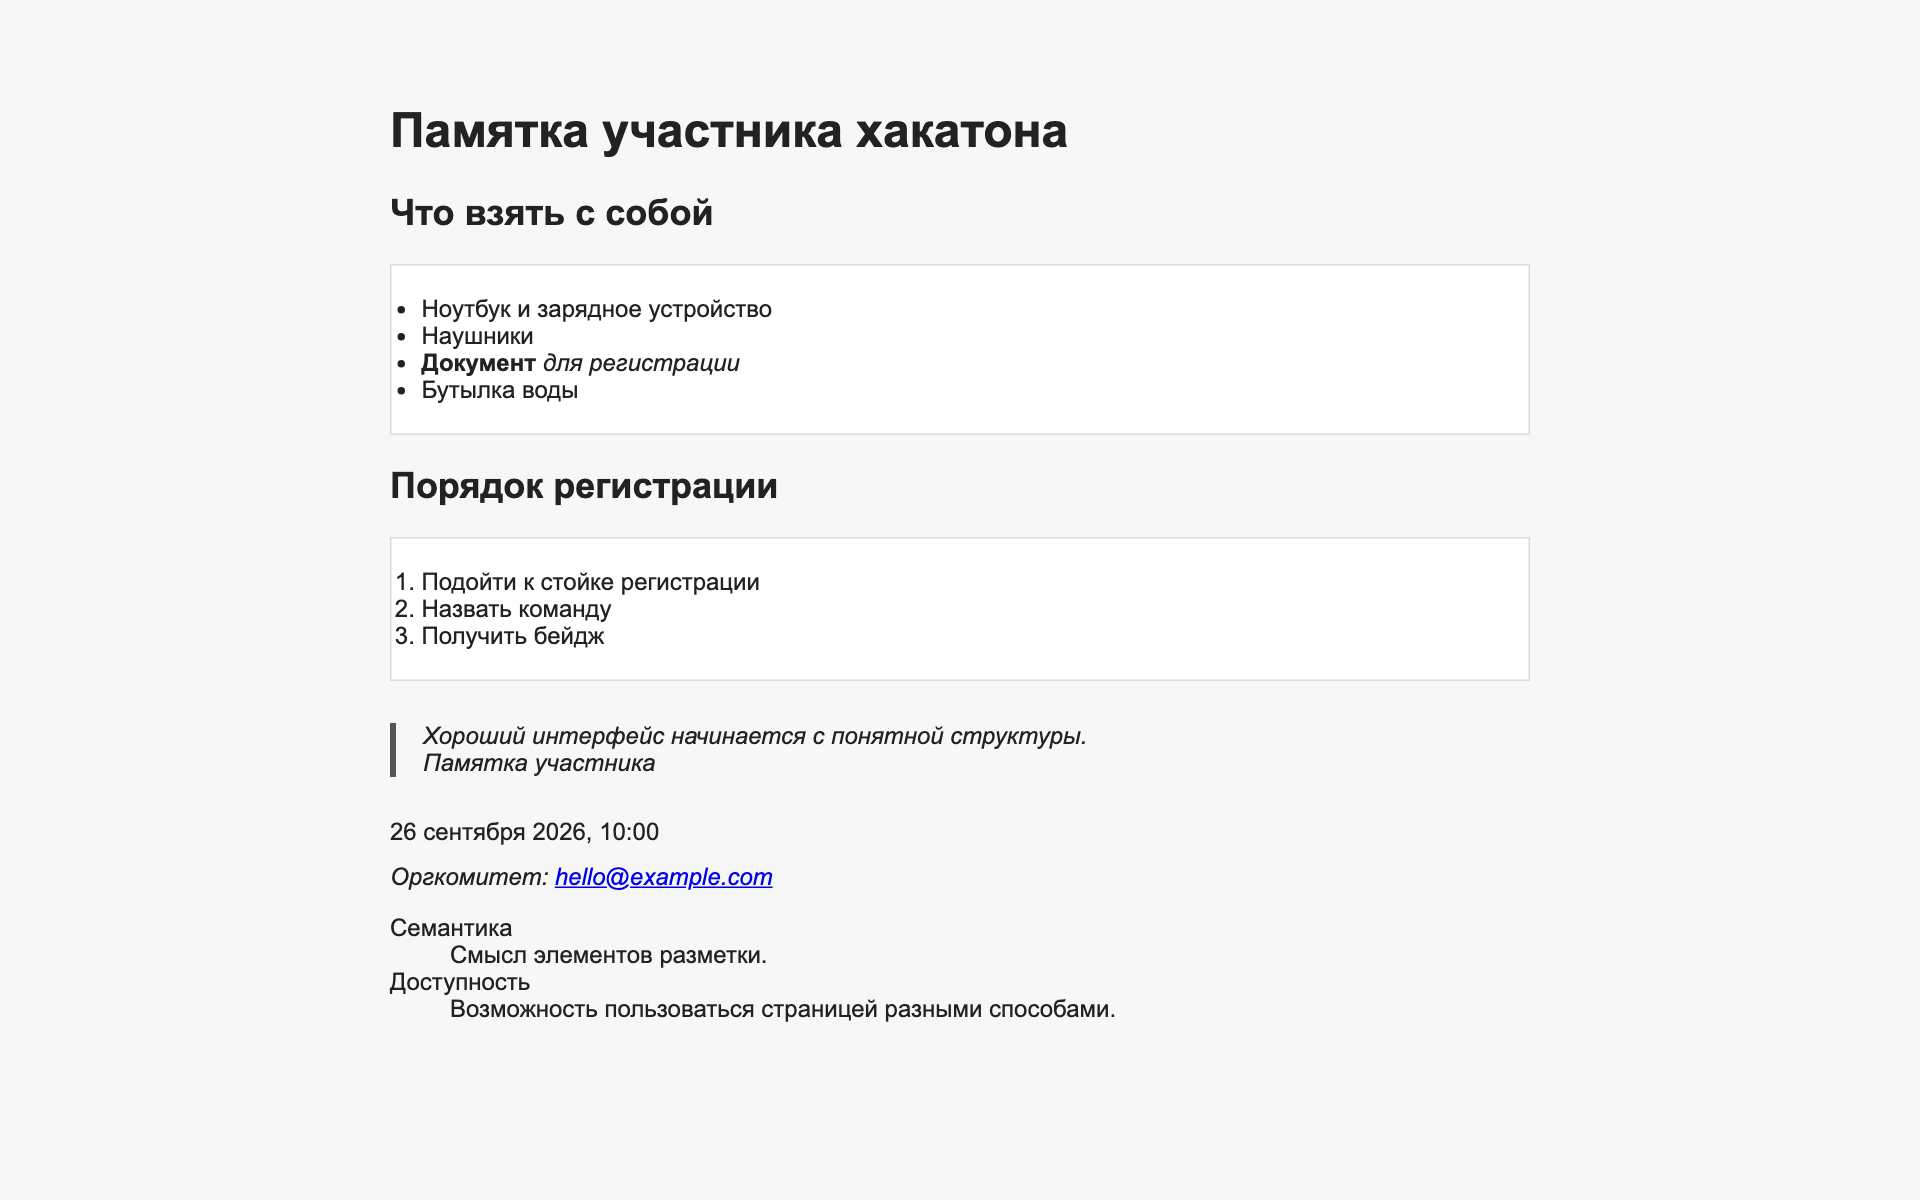 Памятка участника хакатона
Что взять с собой
• Ноутбук и зарядное устройство
• Наушники
• Документ для регистрации
• Бутылка воды
Порядок регистрации
1. Подойти к стойке регистрации
2. Назвать команду
3. Получить бейдж
Хороший интерфейс начинается с понятной структуры.
Памятка участника
26 сентября 2026, 10:00
Оргкомитет: hello@example.com
Семантика
Смысл элементов разметки.
Доступность
Возможность пользоваться страницей разными способами.